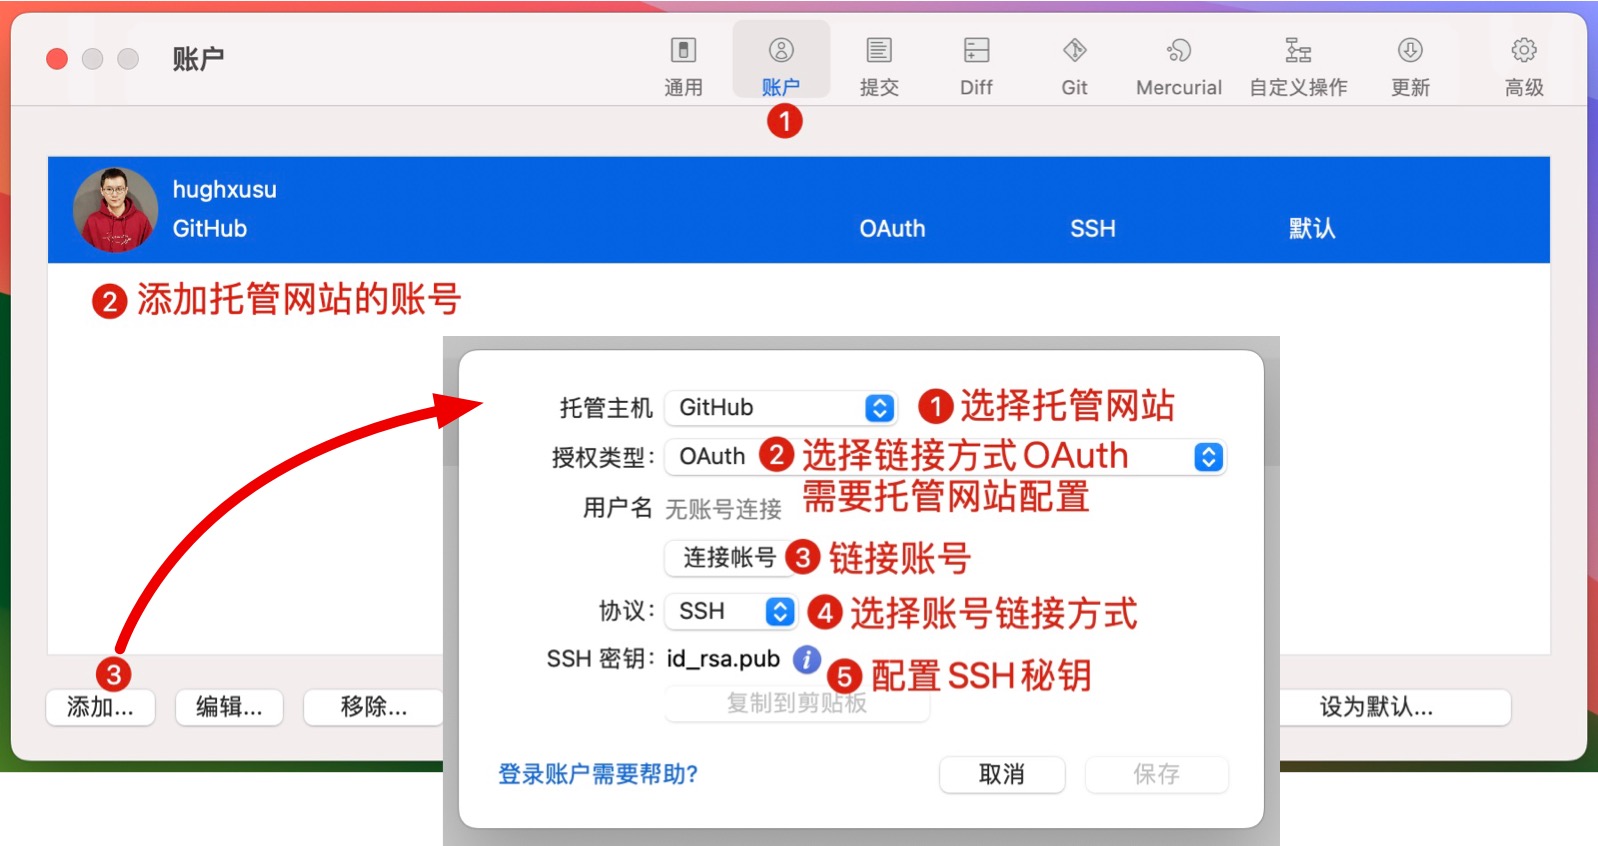 账户
通用
账户
提交
Diff
Git
Mercurial
自定义操作
更新
高级
1
hughxusu
GitHub
OAuth
SSH
默认
2 添加托管网站的账号
托管主机
GitHub
1 选择托管网站
授权类型：
OAuth
2 选择链接方式 OAuth
需要托管网站配置
用户名
无账号连接
连接帐号
3 链接账号
协议：
SSH
4 选择账号链接方式
SSH 密钥：
id_rsa.pub
i
5 配置 SSH 秘钥
复制到剪贴板
登录账户需要帮助?
取消
保存
3
添加...
编辑...
移除...
设为默认...